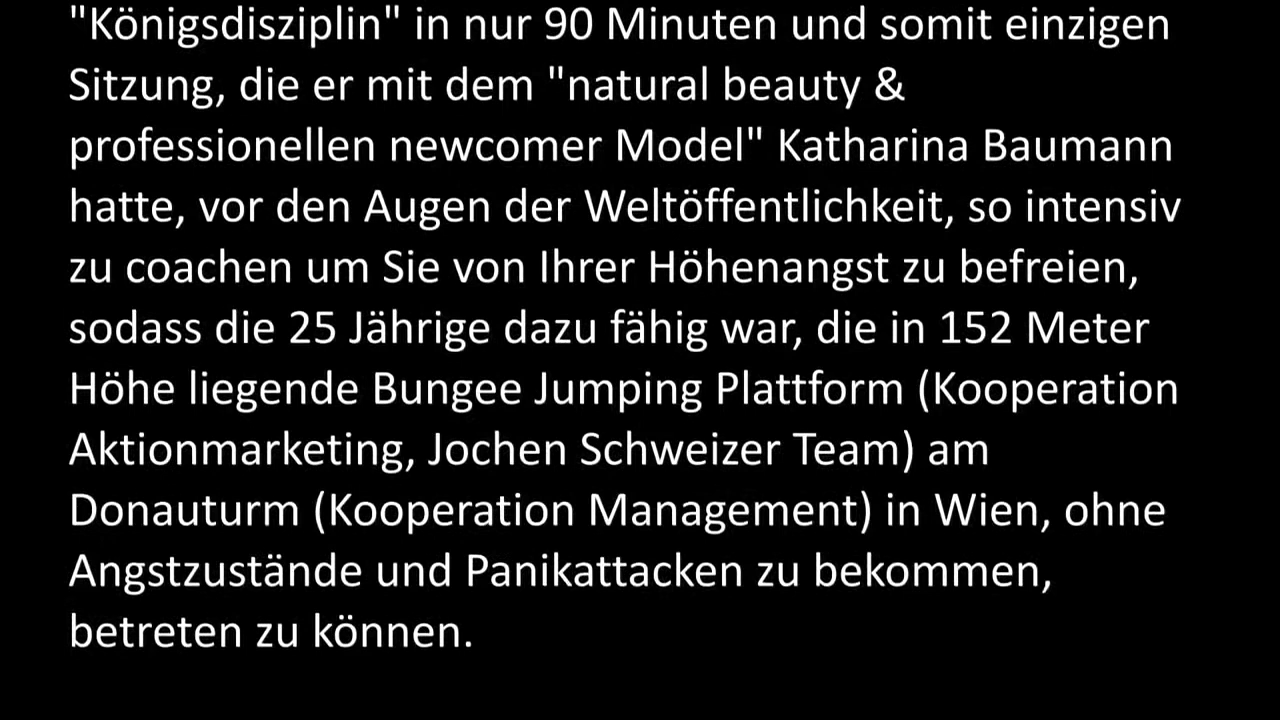 "Königsdisziplin" in nur 90 Minuten und somit einzigen
Sitzung, die er mit dem "natural beauty &
professionellen newcomer Model" Katharina Baumann
hatte, vor den Augen der Weltöffentlichkeit, so intensiv
zu coachen um Sie von Ihrer Höhenangst zu befreien,
sodass die 25 Jährige dazu fähig war, die in 152 Meter
Höhe liegende Bungee Jumping Plattform (Kooperation
Aktionmarketing, Jochen Schweizer Team) am
Donauturm (Kooperation Management) in Wien, ohne
Angstzustände und Panikattacken zu bekommen,
betreten zu können.